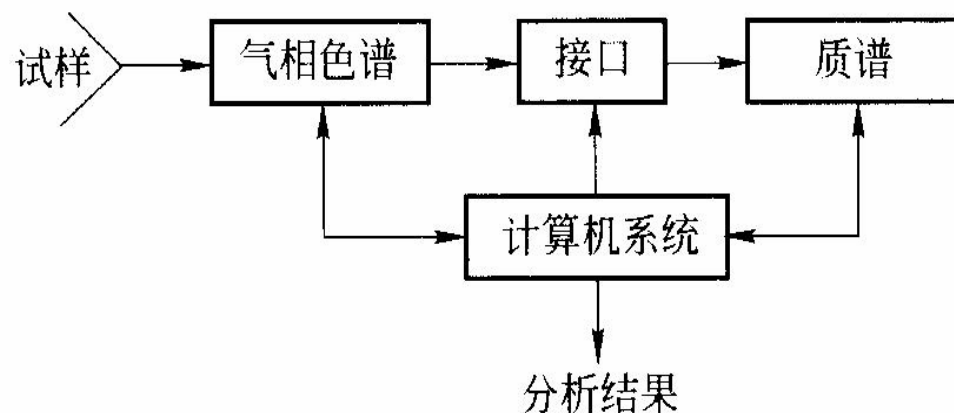 试样
气相色谱
接口
质谱
计算机系统
分析结果